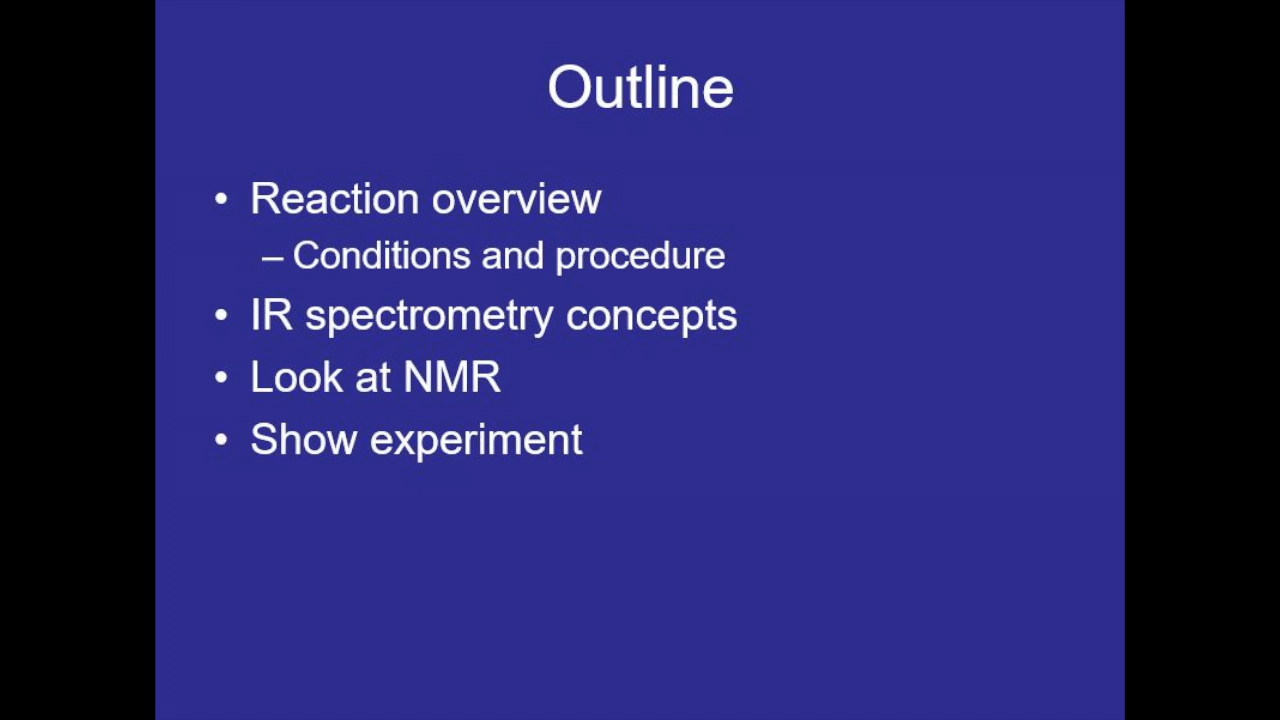 Outline
• Reaction overview
– Conditions and procedure
• IR spectrometry concepts
• Look at NMR
• Show experiment